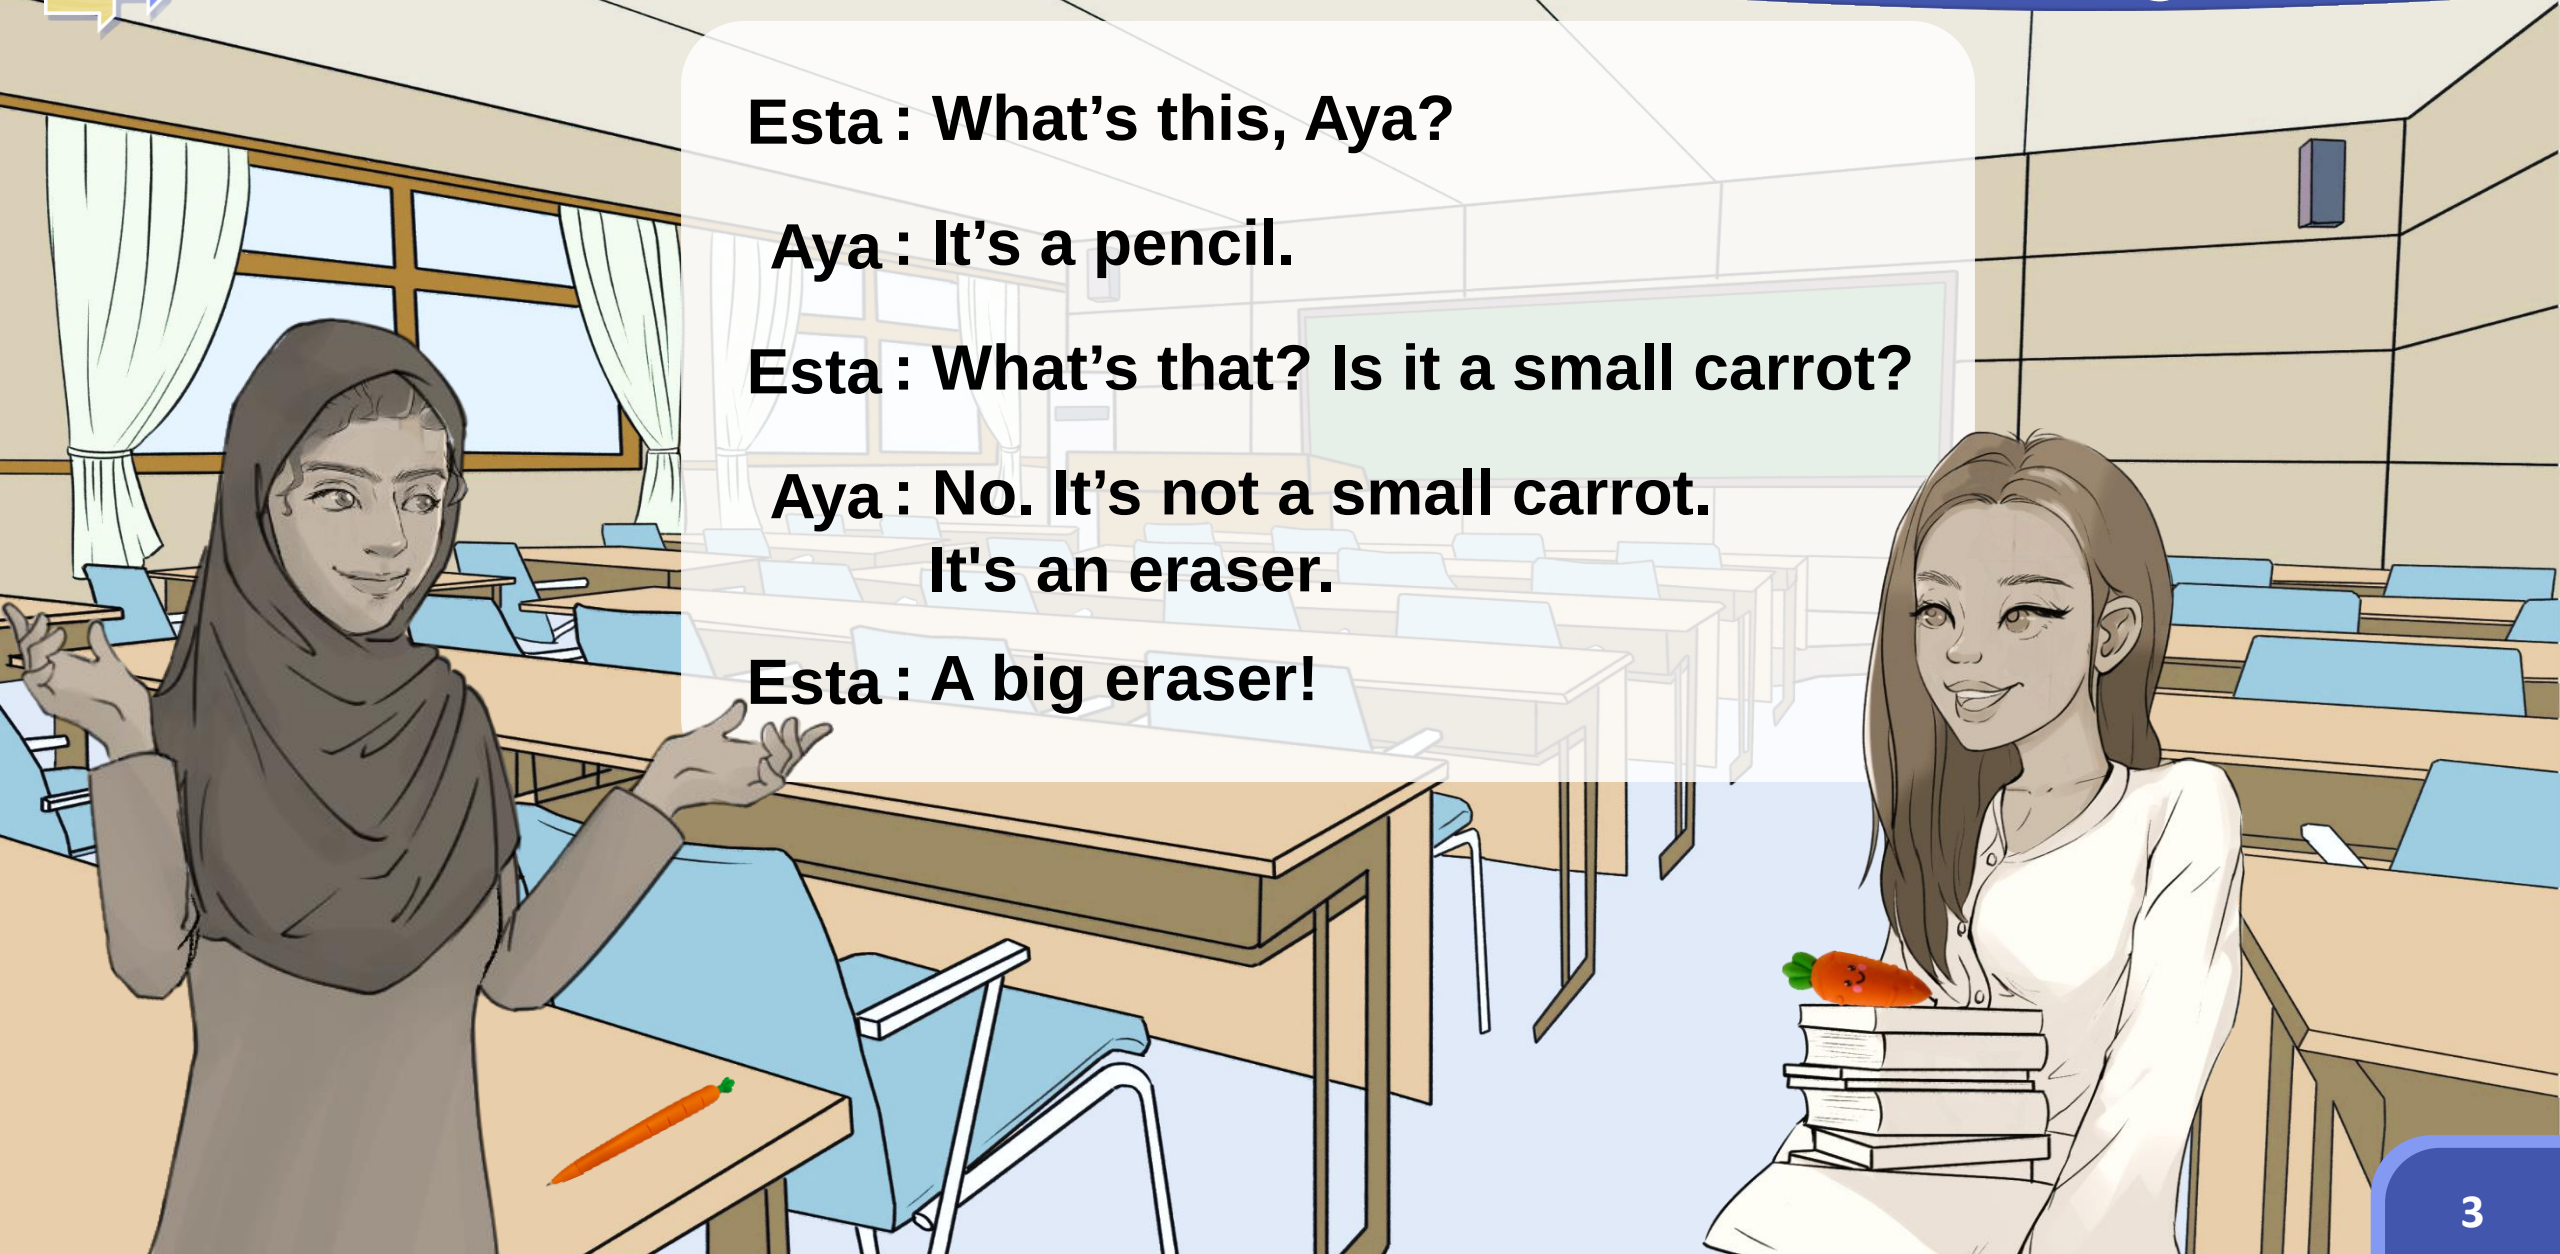 Esta : What’s this, Aya?
Aya : It’s a pencil.
Esta : What’s that? Is it a small carrot?
Aya : No. It’s not a small carrot.
It's an eraser.
Esta : A big eraser!
3